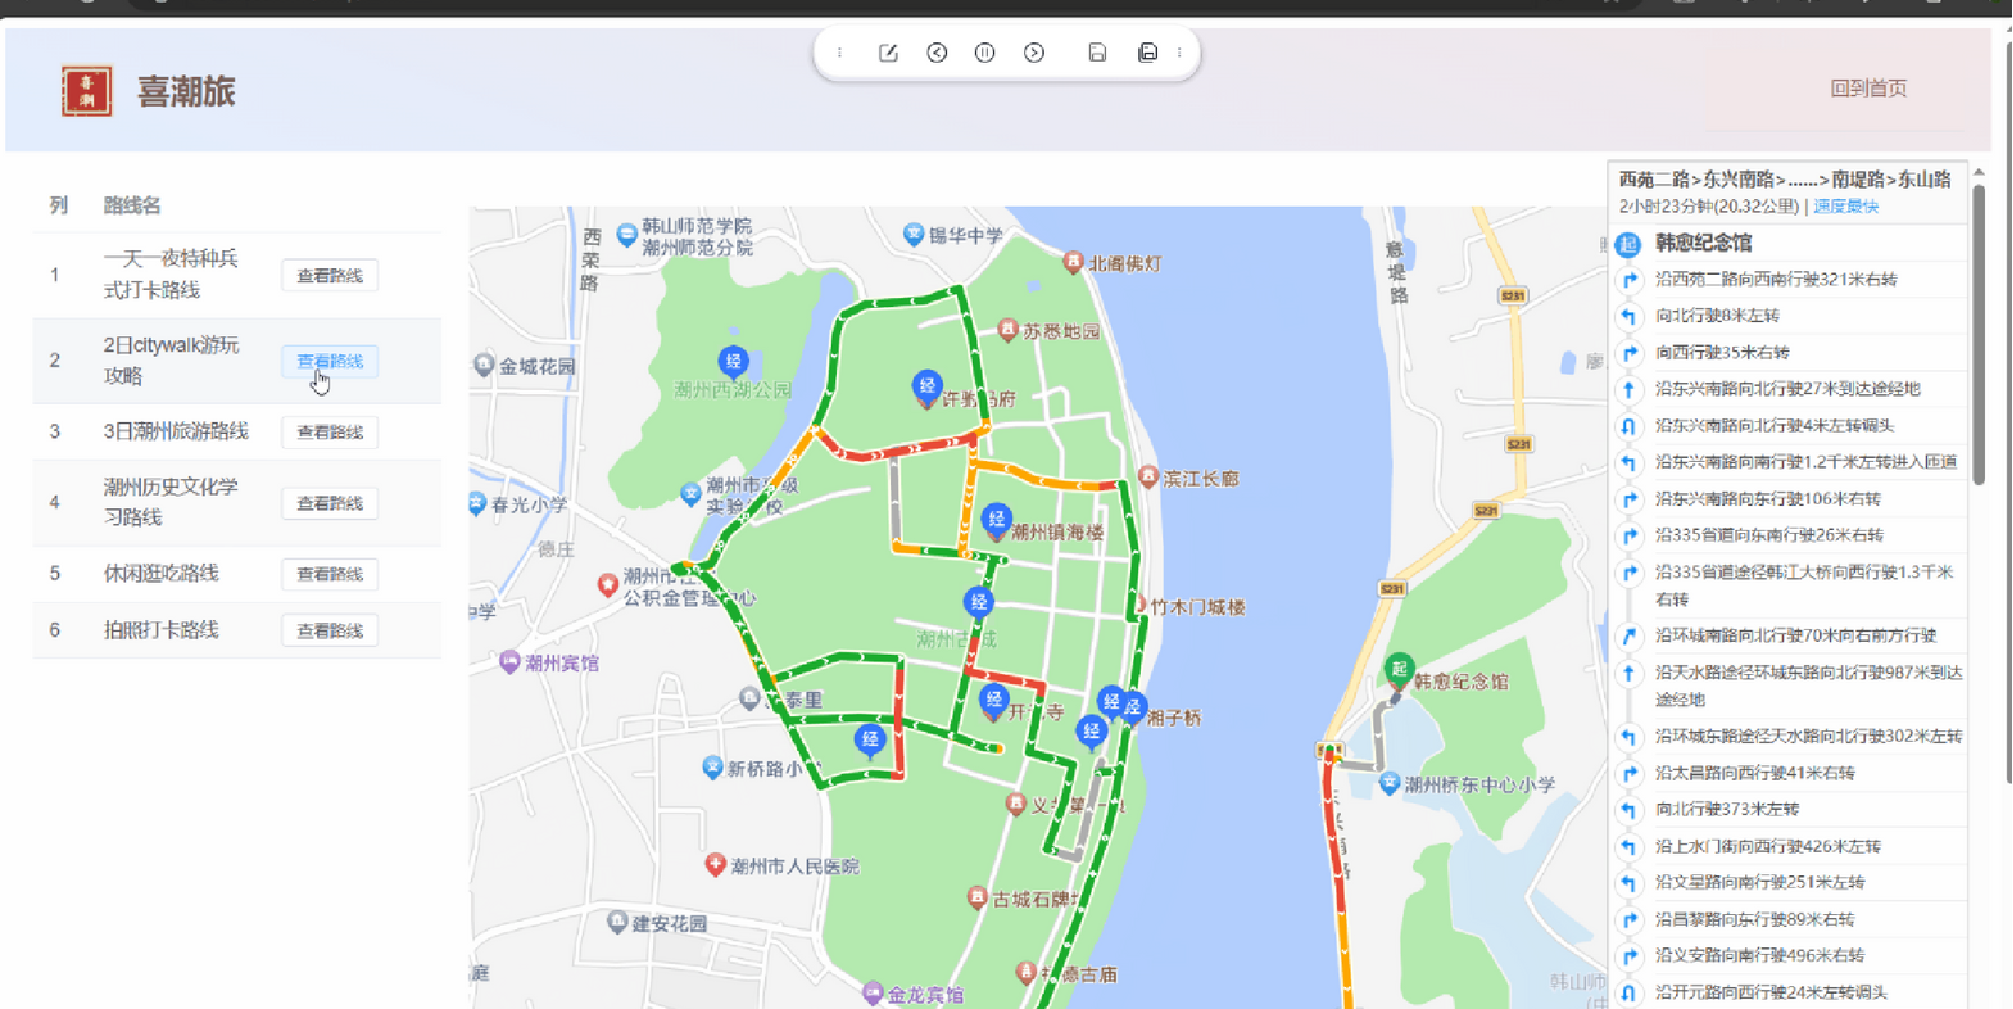 喜潮
喜潮旅
回到首页
列 路线名
1 一天一夜特种兵
式打卡路线
查看路线
2 2日citywalk游玩
攻略
查看路线
3 3日潮州旅游路线 查看路线
4 潮州历史文化学
习路线
查看路线
5 休闲逛吃路线 查看路线
6 拍照打卡路线 查看路线
西荣路
韩山师范学院
潮州师范分院
锡华中学
北阁佛灯
意堤路
S231
苏悉地园
金城花园
经
潮州西湖公园
经
许驸马府
S231
滨江长廊
春光小学
S231
经
潮州镇海楼
德庄
公积金管理中心
S231
经
竹木门城楼
潮州古城
潮州宾馆
起
韩愈纪念馆
泰里
经
开元寺
经
经
湘子桥
经
经
新桥路小
潮州桥东中心小学
潮州市人民医院
古城石牌
建安花园
德古庙
金龙宾馆
韩山师
西苑二路>东兴南路>......>南堤路>东山路
2小时23分钟(20.32公里) | 速度最快
起 韩愈纪念馆
沿西苑二路向西南行驶321米右转
向北行驶8米左转
向西行驶35米右转
沿东兴南路向北行驶27米到达途经地
沿东兴南路向北行驶4米左转调头
沿东兴南路向南行驶1.2千米左转进入匝道
沿东兴南路向东行驶106米右转
沿335省道向东南行驶26米右转
沿335省道途径韩江大桥向西行驶1.3千米
右转
沿环城南路向北行驶70米向右前方行驶
沿天水路途径环城东路向北行驶987米到达
途经地
沿环城东路途径天水路向北行驶302米左转
沿太昌路向西行驶41米右转
向北行驶373米左转
沿上水门街向西行驶426米左转
沿文星路向南行驶251米左转
沿昌黎路向东行驶89米右转
沿义安路向南行驶496米右转
沿开元路向西行驶24米左转调头